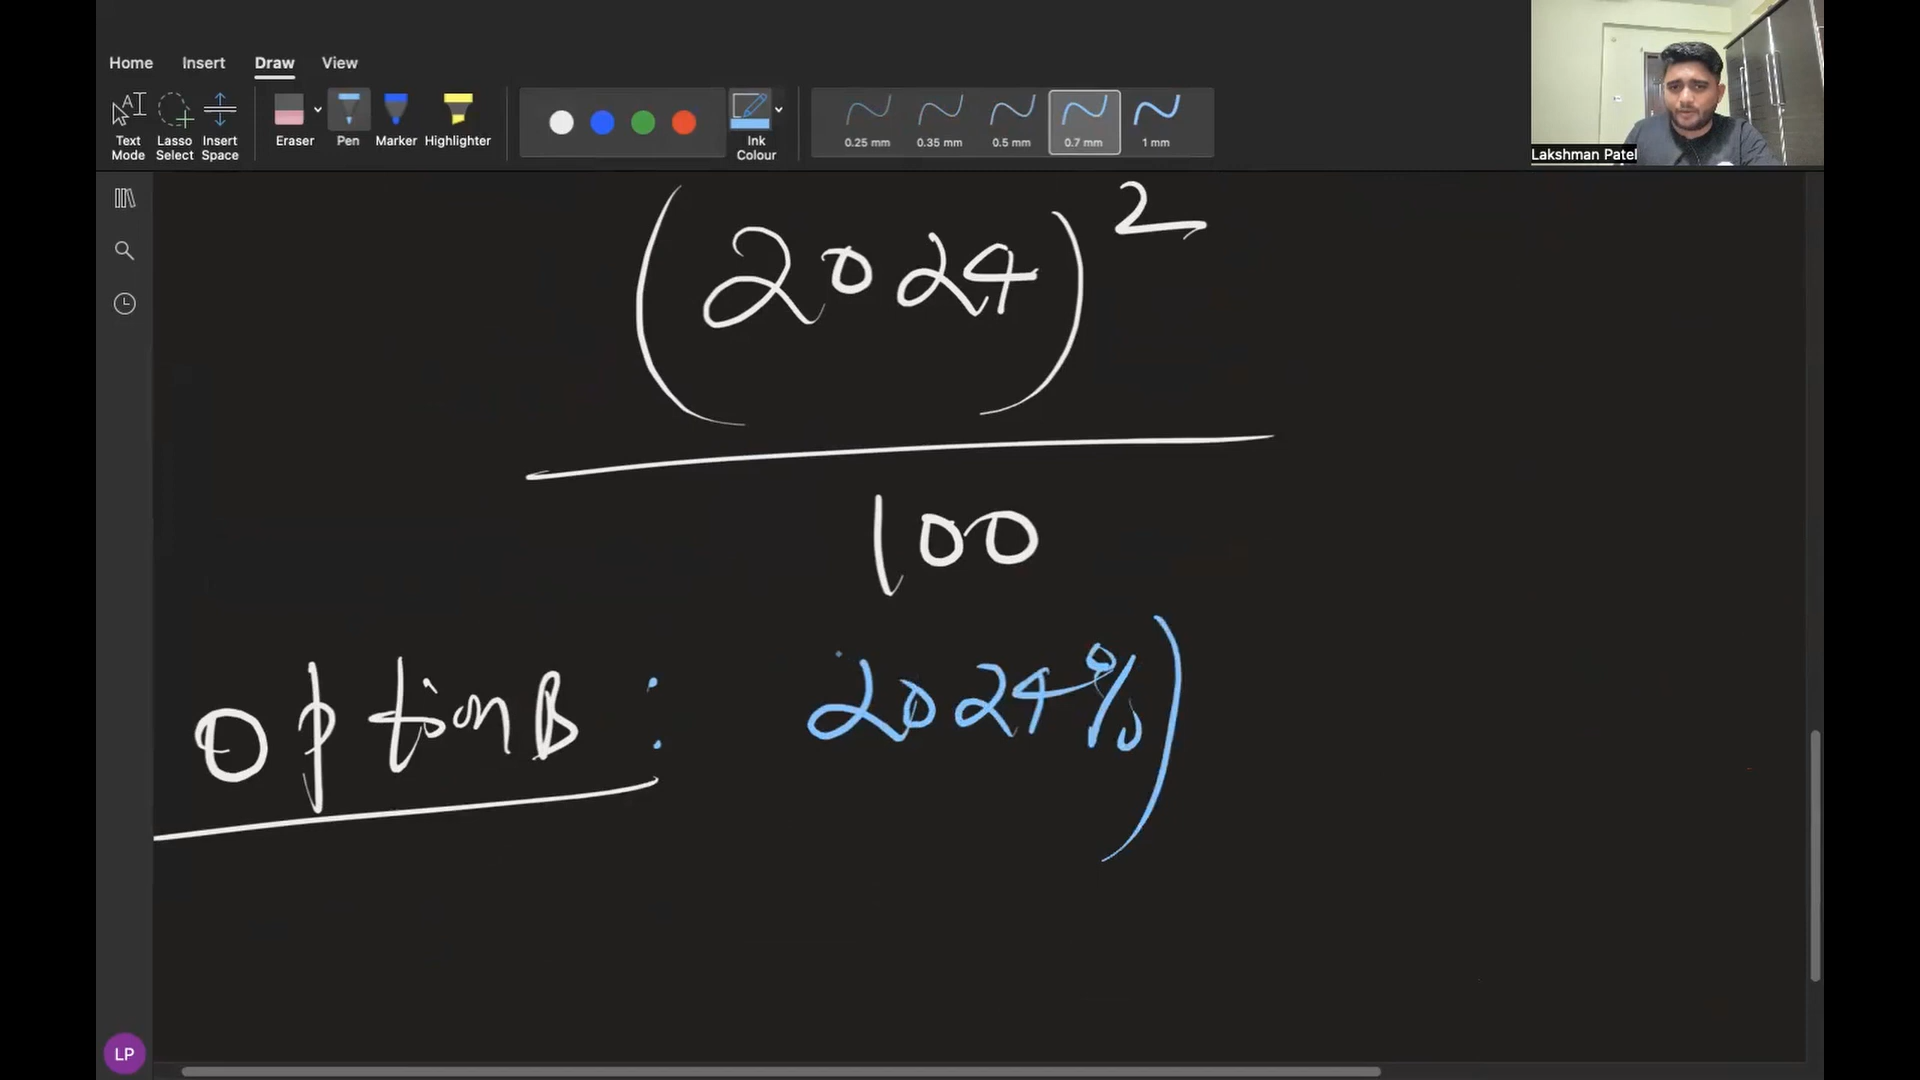 Home Insert Draw View
Text Mode Lasso Select Insert Space Eraser Pen Marker Highlighter Ink Colour 0.25 mm 0.35 mm 0.5 mm 0.7 mm 1 mm
Lakshman Patel
(2024)²
100
Option B : 2024%)
LP